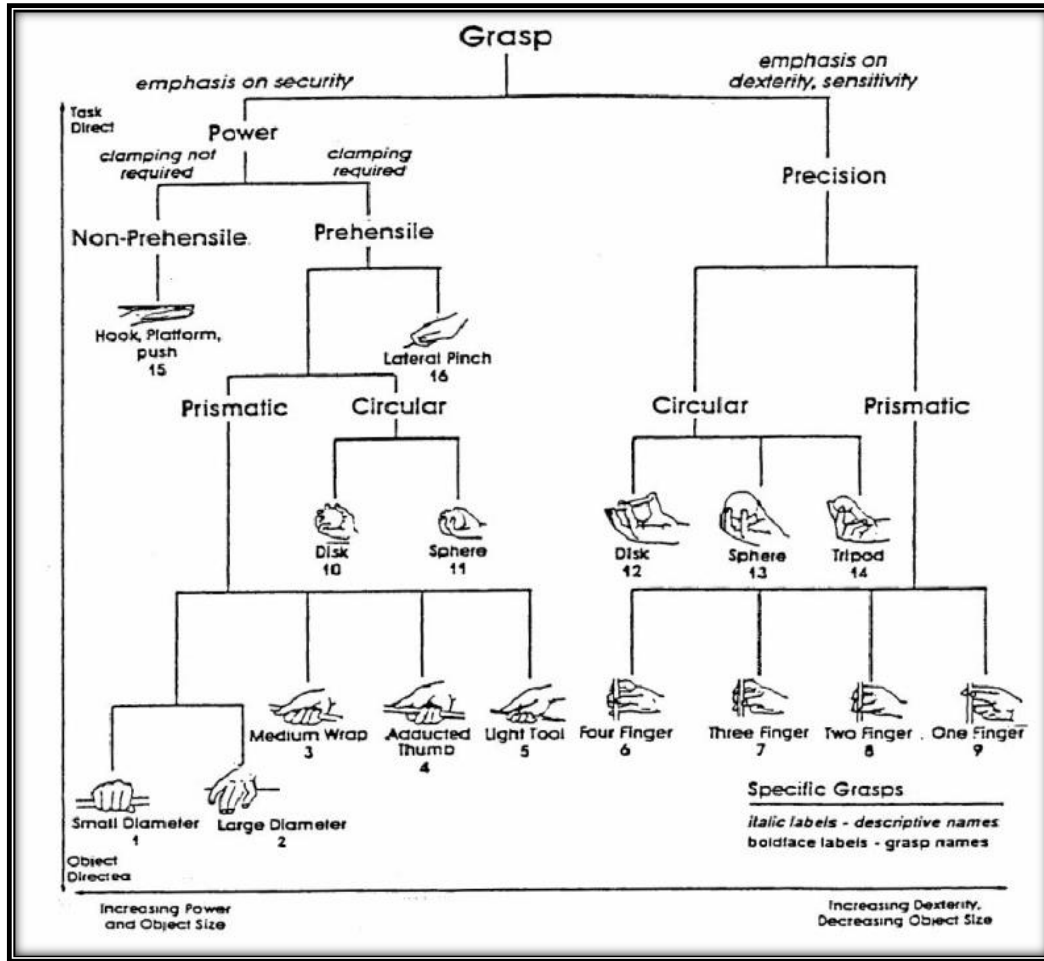 Grasp
emphasis on security
emphasis on
dexterity, sensitivity
Task
Direct
Power
clamping not
required
clamping
required
Precision
Non-Prehensile.
Prehensile
Hook, Platform,
push
15
Lateral Pinch
16
Prismatic
Circular
Circular
Prismatic
Disk
10
Sphere
11
Disk
12
Sphere
13
Tripod
14
Medium Wrap
3
Adducted
Thumb
4
Light Tool
5
Four Finger
6
Three Finger
7
Two Finger
8
One Finger
9
Small Diameter
1
Large Diameter
2
Specific Grasps
italic labels - descriptive names
boldface labels - grasp names
Object
Directed
Increasing Power
and Object Size
Increasing Dexterity,
Decreasing Object Size